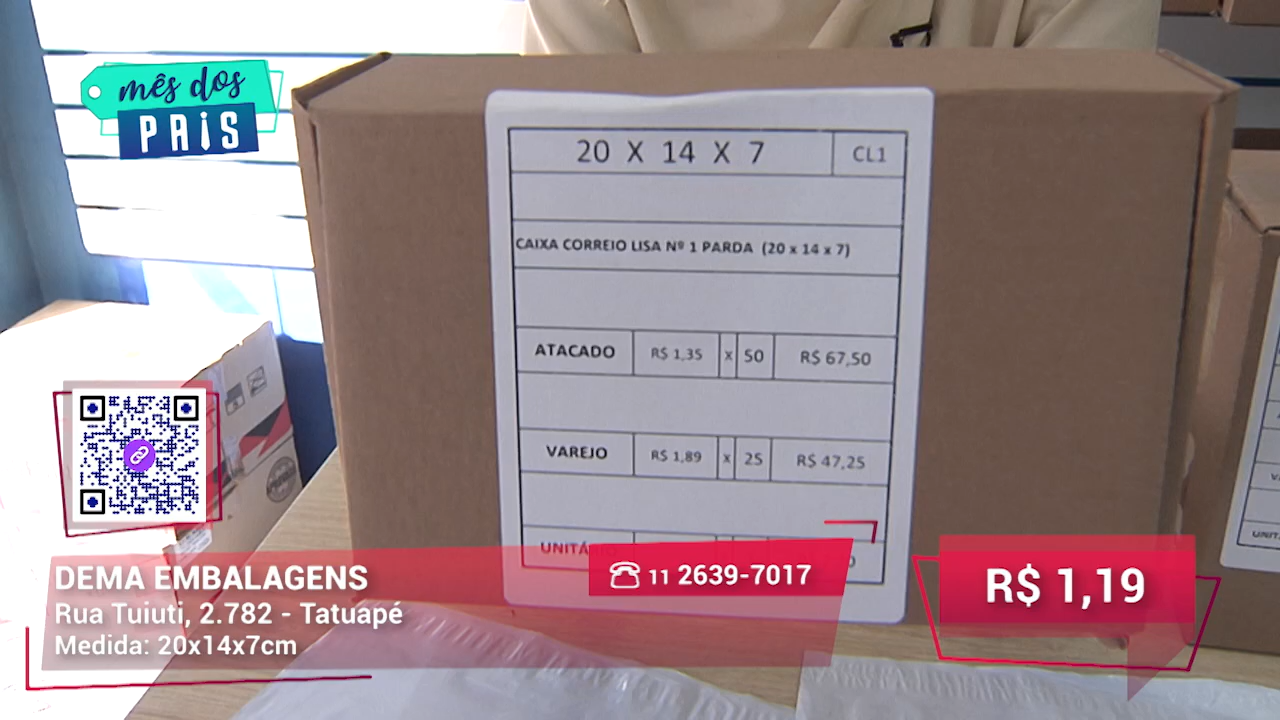 mês dos
PAIS
20 X 14 X 7
CL1
CAIXA CORREIO LISA Nº 1 PARDA (20 x 14 x 7)
ATACADO R$ 1,35 x 50 R$ 67,50
VAREJO R$ 1,89 x 25 R$ 47,25
UNITÁRIO
DEMA EMBALAGENS
11 2639-7017
Rua Tuiuti, 2.782 - Tatuapé
Medida: 20x14x7cm
R$ 1,19